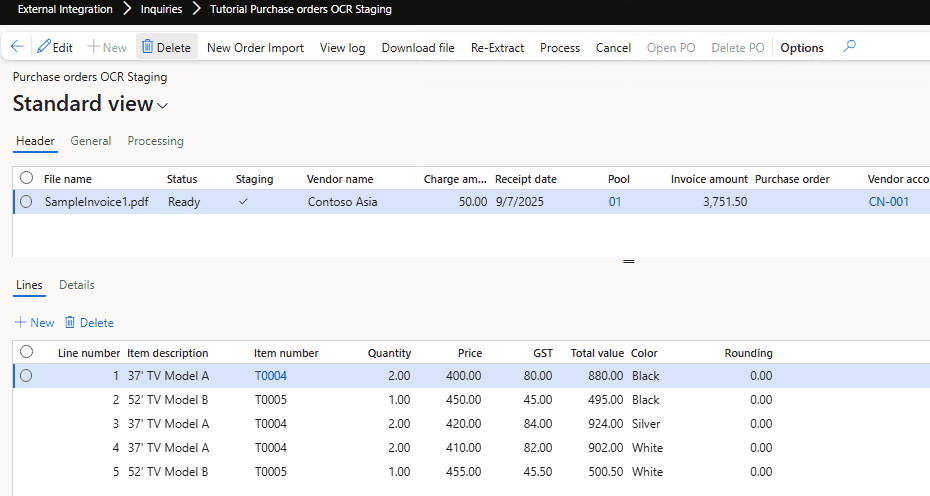 External Integration > Inquiries > Tutorial Purchase orders OCR Staging
Edit New Delete New Order Import View log Download file Re-Extract Process Cancel Open PO Delete PO Options
Purchase orders OCR Staging
Standard view
Header General Processing
File name Status Staging Vendor name Charge am... Receipt date Pool Invoice amount Purchase order Vendor acco
SampleInvoice1.pdf Ready ✓ Contoso Asia 50.00 9/7/2025 01 3,751.50 CN-001
Lines Details
New Delete
Line number Item description Item number Quantity Price GST Total value Color Rounding
1 37' TV Model A T0004 2.00 400.00 80.00 880.00 Black 0.00
2 52' TV Model B T0005 1.00 450.00 45.00 495.00 Black 0.00
3 37' TV Model A T0004 2.00 420.00 84.00 924.00 Silver 0.00
4 37' TV Model A T0004 2.00 410.00 82.00 902.00 White 0.00
5 52' TV Model B T0005 1.00 455.00 45.50 500.50 White 0.00